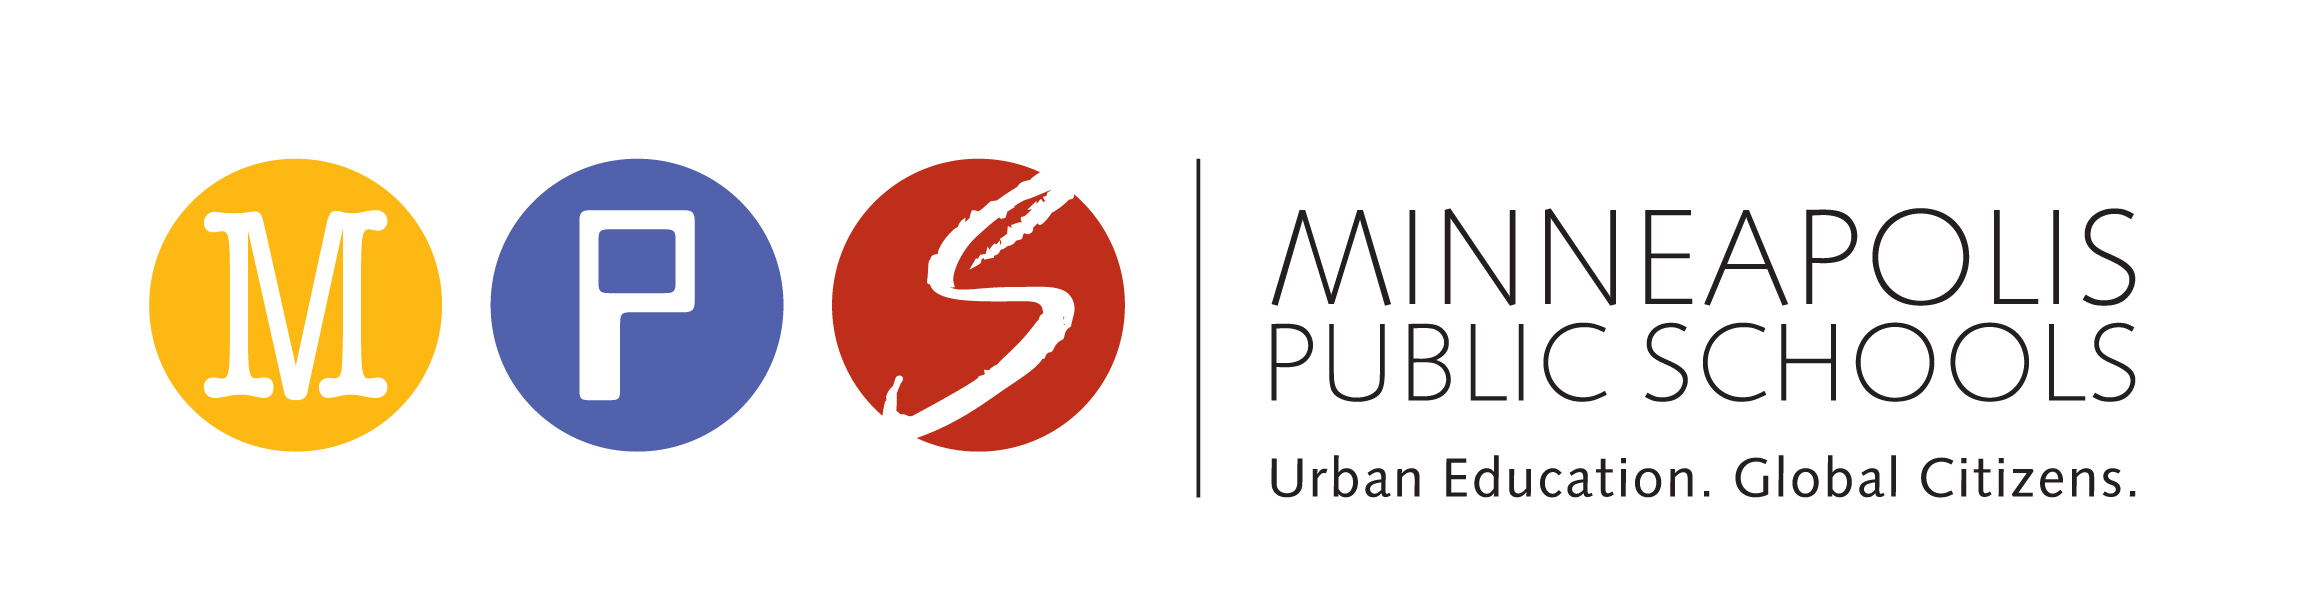 MPS
MINNEAPOLIS
PUBLIC SCHOOLS
Urban Education. Global Citizens.